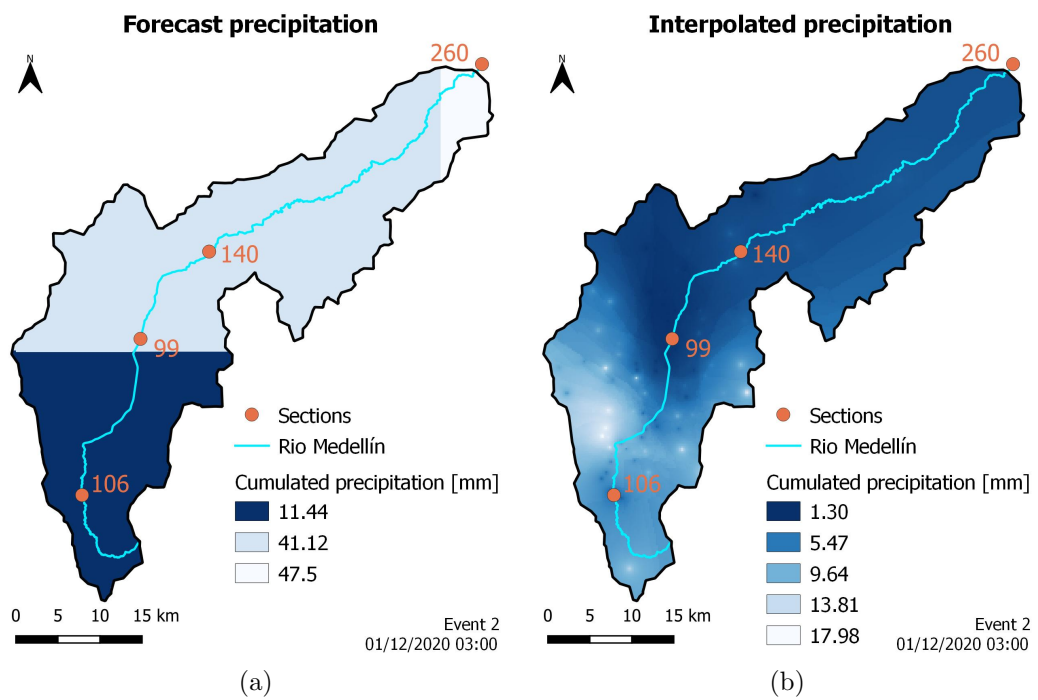 Forecast precipitation
N
260
140
99
106
Sections
Rio Medellín
Cumulated precipitation [mm]
11.44
41.12
47.5
0 5 10 15 km
Event 2
01/12/2020 03:00
(a)
Interpolated precipitation
N
260
140
99
106
Sections
Rio Medellín
Cumulated precipitation [mm]
1.30
5.47
9.64
13.81
17.98
0 5 10 15 km
Event 2
01/12/2020 03:00
(b)